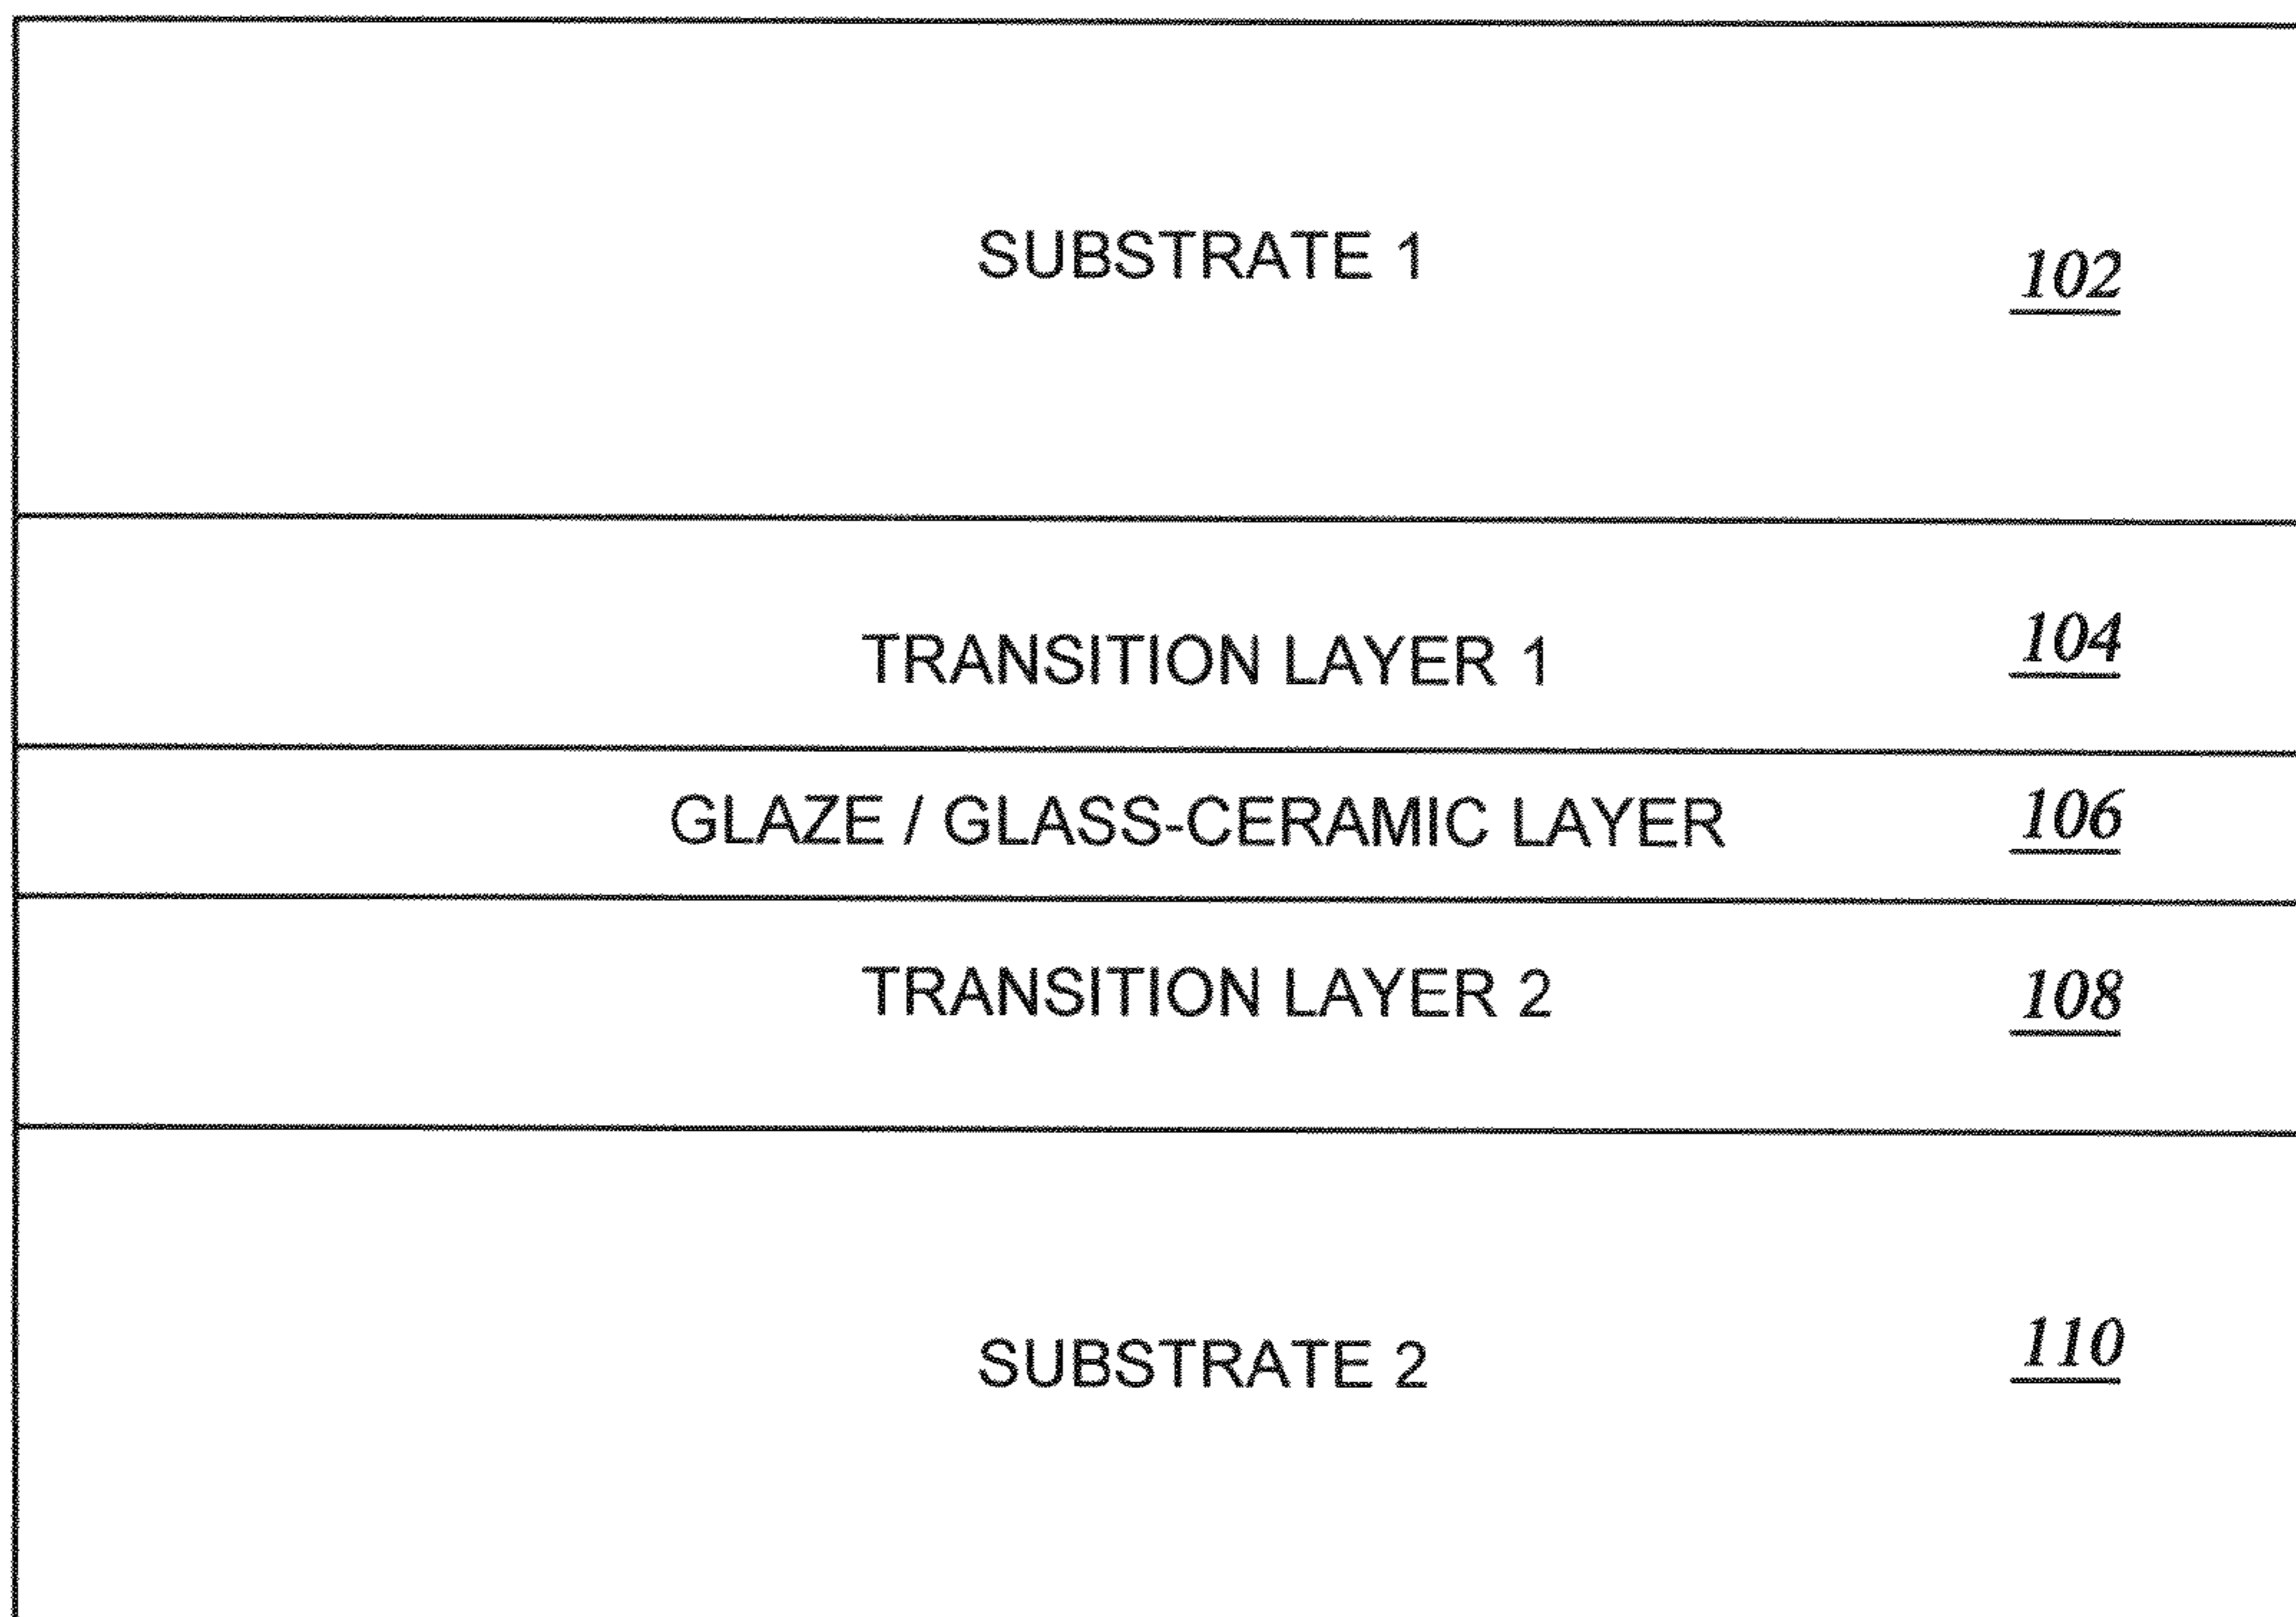 SUBSTRATE 1 102
TRANSITION LAYER 1 104
GLAZE / GLASS-CERAMIC LAYER 106
TRANSITION LAYER 2 108
SUBSTRATE 2 110